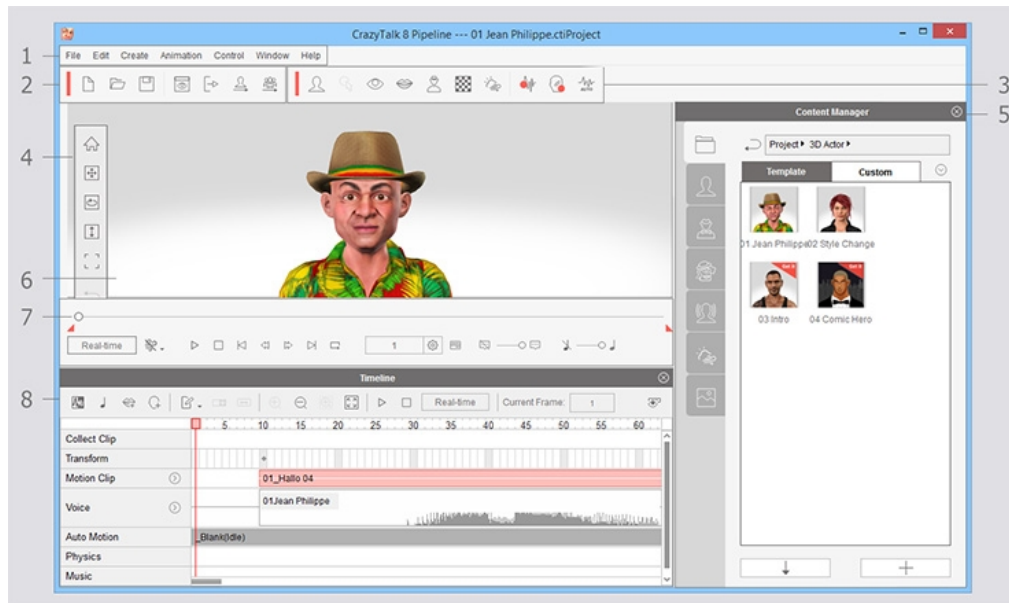 CrazyTalk 8 Pipeline --- 01 Jean Philippe.ctiProject
1
File Edit Create Animation Control Window Help
2
3
Content Manager
5
4
Project 3D Actor
Template Custom
01 Jean Philippe 02 Style Change
Set II Set II
03 Intro 04 Comic Hero
6
7
Real-time 1
Timeline
8
Real-time Current Frame: 1
5 10 15 20 25 30 35 40 45 50 55 60
Collect Clip
Transform
Motion Clip 01_Hallo 04
Voice 01Jean Philippe
Auto Motion _Blank(Idle)
Physics
Music